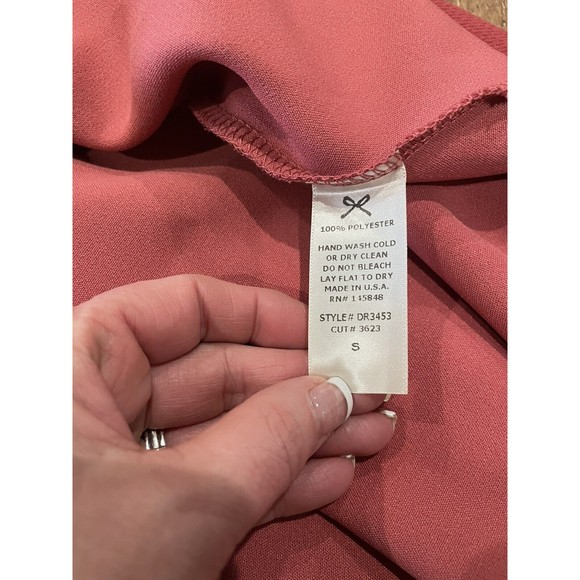 100% POLYESTER
HAND WASH COLD
OR DRY CLEAN
DO NOT BLEACH
LAY FLAT TO DRY
MADE IN U.S.A.
RN# 145848
STYLE# DR3453
CUT# 3623
S